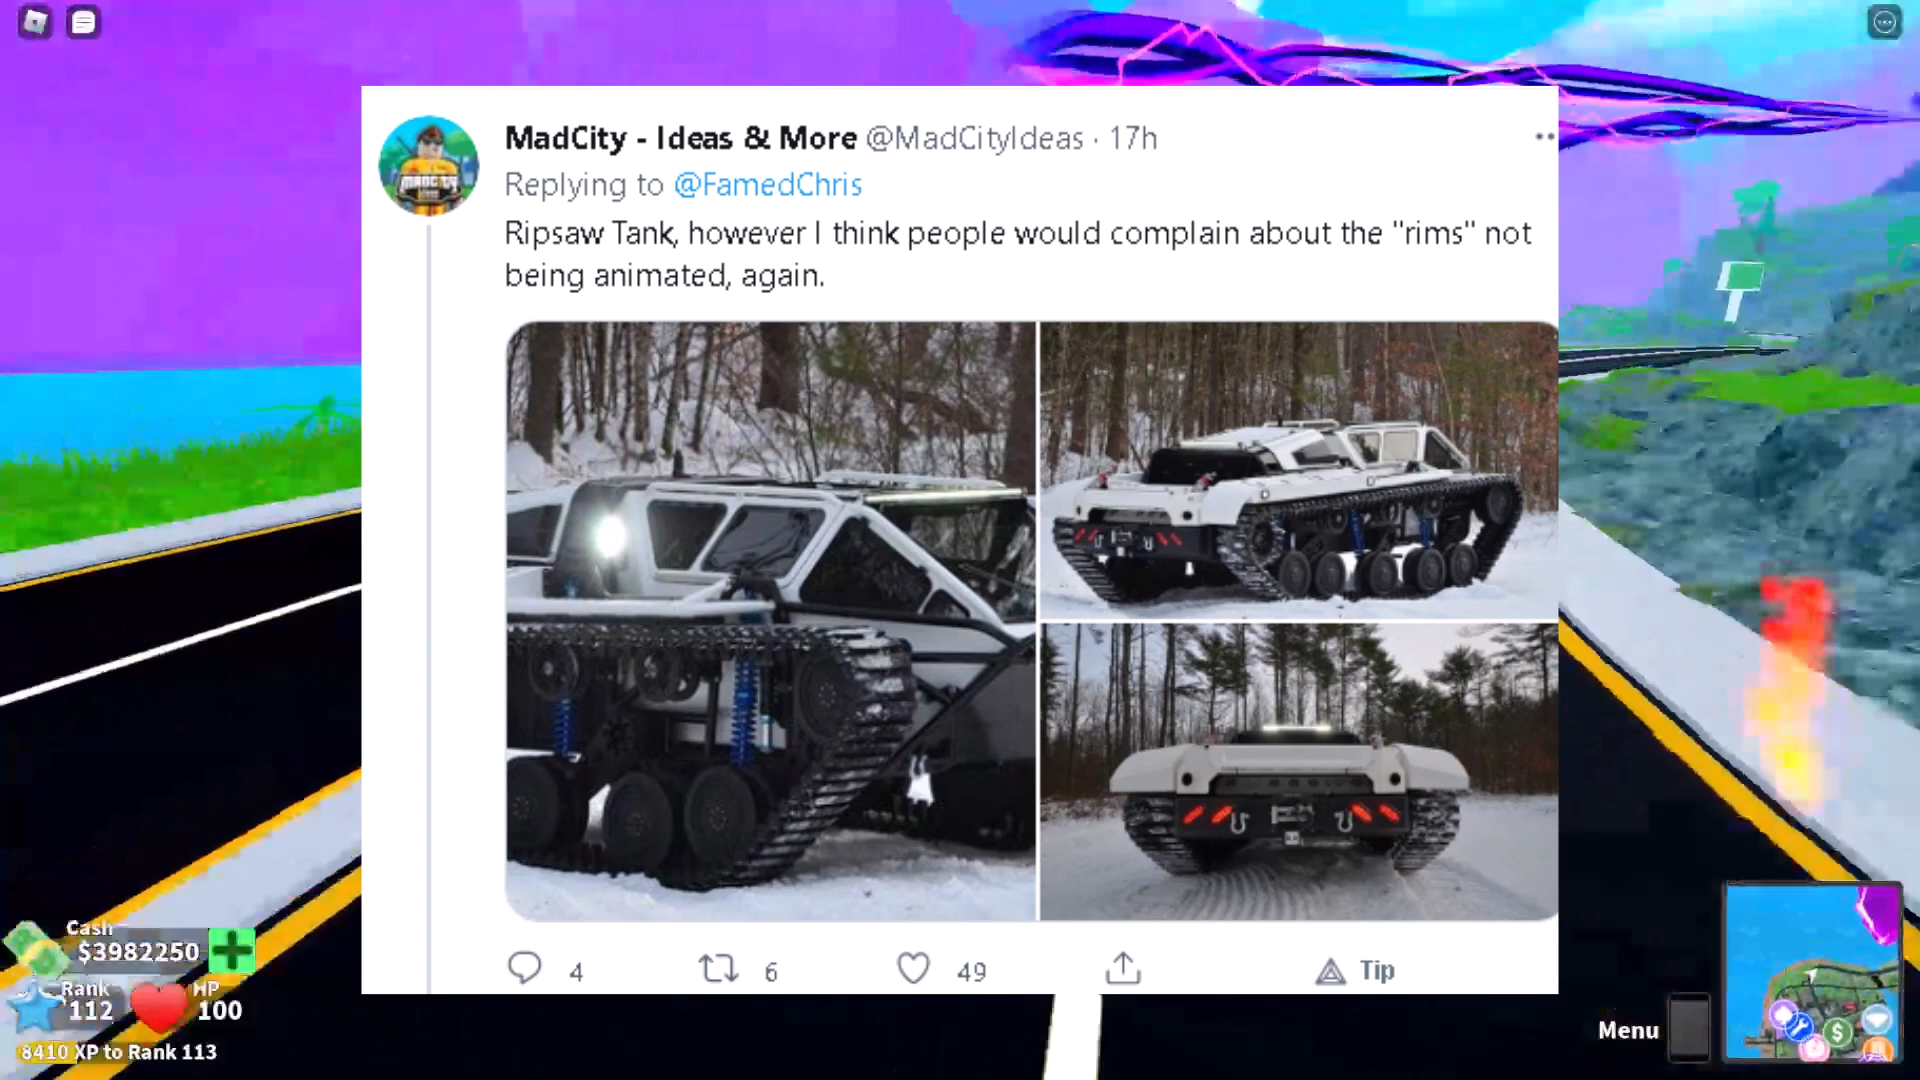 MadCity - Ideas & More @MadCityIdeas · 17h
Replying to @FamedChris
Ripsaw Tank, however I think people would complain about the "rims" not
being animated, again.
4 6 49 Tip
Cash
$3982250
Rank HP
112 100
8410 XP to Rank 113
Menu